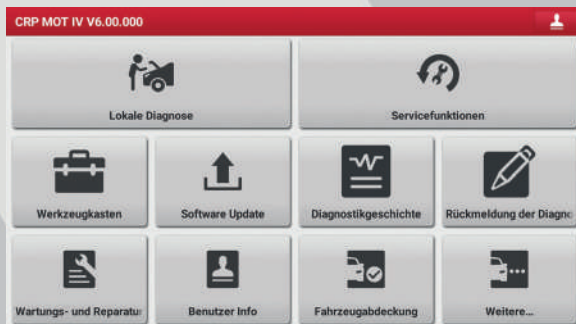 CRP MOT IV V6.00.000
Lokale Diagnose
Servicefunktionen
Werkzeugkasten
Software Update
Diagnostikgeschichte
Rückmeldung der Diagno
Wartungs- und Reparatur
Benutzer Info
Fahrzeugabdeckung
Weitere...